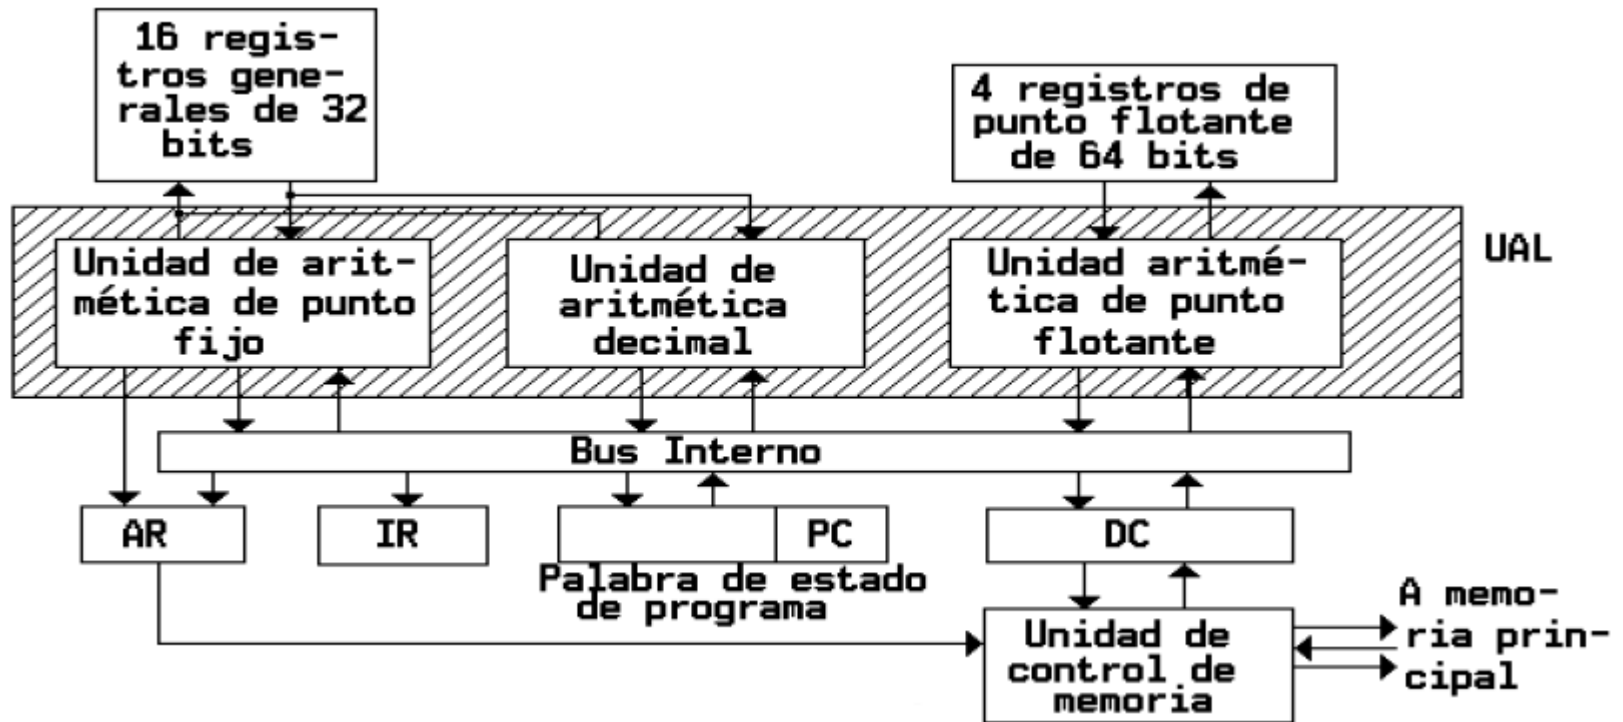 16 regis-
tros gene-
rales de 32
bits
4 registros de
punto flotante
de 64 bits
Unidad de arit-
mética de punto
fijo
Unidad de
aritmética
decimal
Unidad aritmé-
tica de punto
flotante
UAL
Bus Interno
AR
IR
PC
DC
Palabra de estado
de programa
Unidad de
control de
memoria
A memo-
ria prin-
cipal